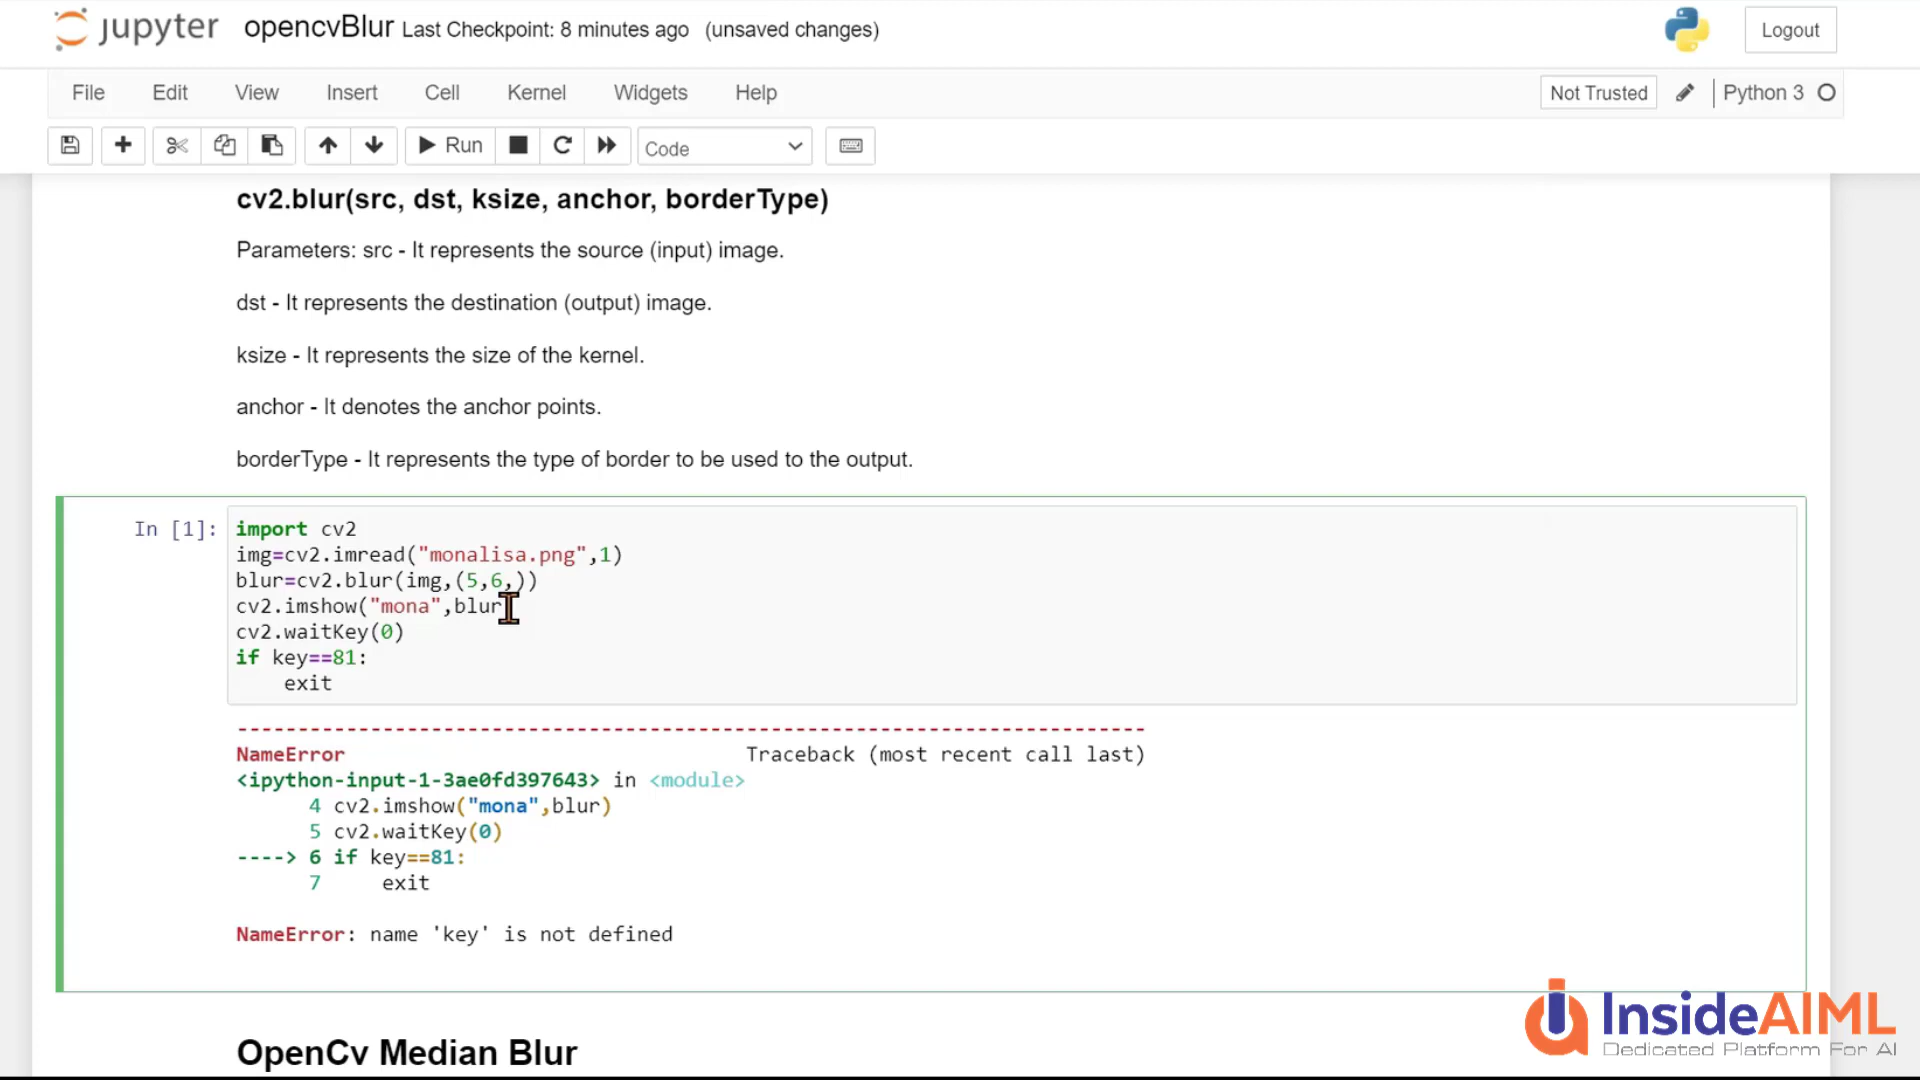 jupyter opencvBlur Last Checkpoint: 8 minutes ago (unsaved changes) Logout
File Edit View Insert Cell Kernel Widgets Help Not Trusted Python 3
Run Code
cv2.blur(src, dst, ksize, anchor, borderType)
Parameters: src - It represents the source (input) image.
dst - It represents the destination (output) image.
ksize - It represents the size of the kernel.
anchor - It denotes the anchor points.
borderType - It represents the type of border to be used to the output.
In [1]: import cv2
img=cv2.imread("monalisa.png",1)
blur=cv2.blur(img,(5,6,))
cv2.imshow("mona",blur
cv2.waitKey(0)
if key==81:
    exit
---------------------------------------------------------------------------
NameError                                 Traceback (most recent call last)
<ipython-input-1-3ae0fd397643> in <module>
      4 cv2.imshow("mona",blur)
      5 cv2.waitKey(0)
----> 6 if key==81:
      7     exit
NameError: name 'key' is not defined
OpenCv Median Blur
InsideAIML
Dedicated Platform For AI